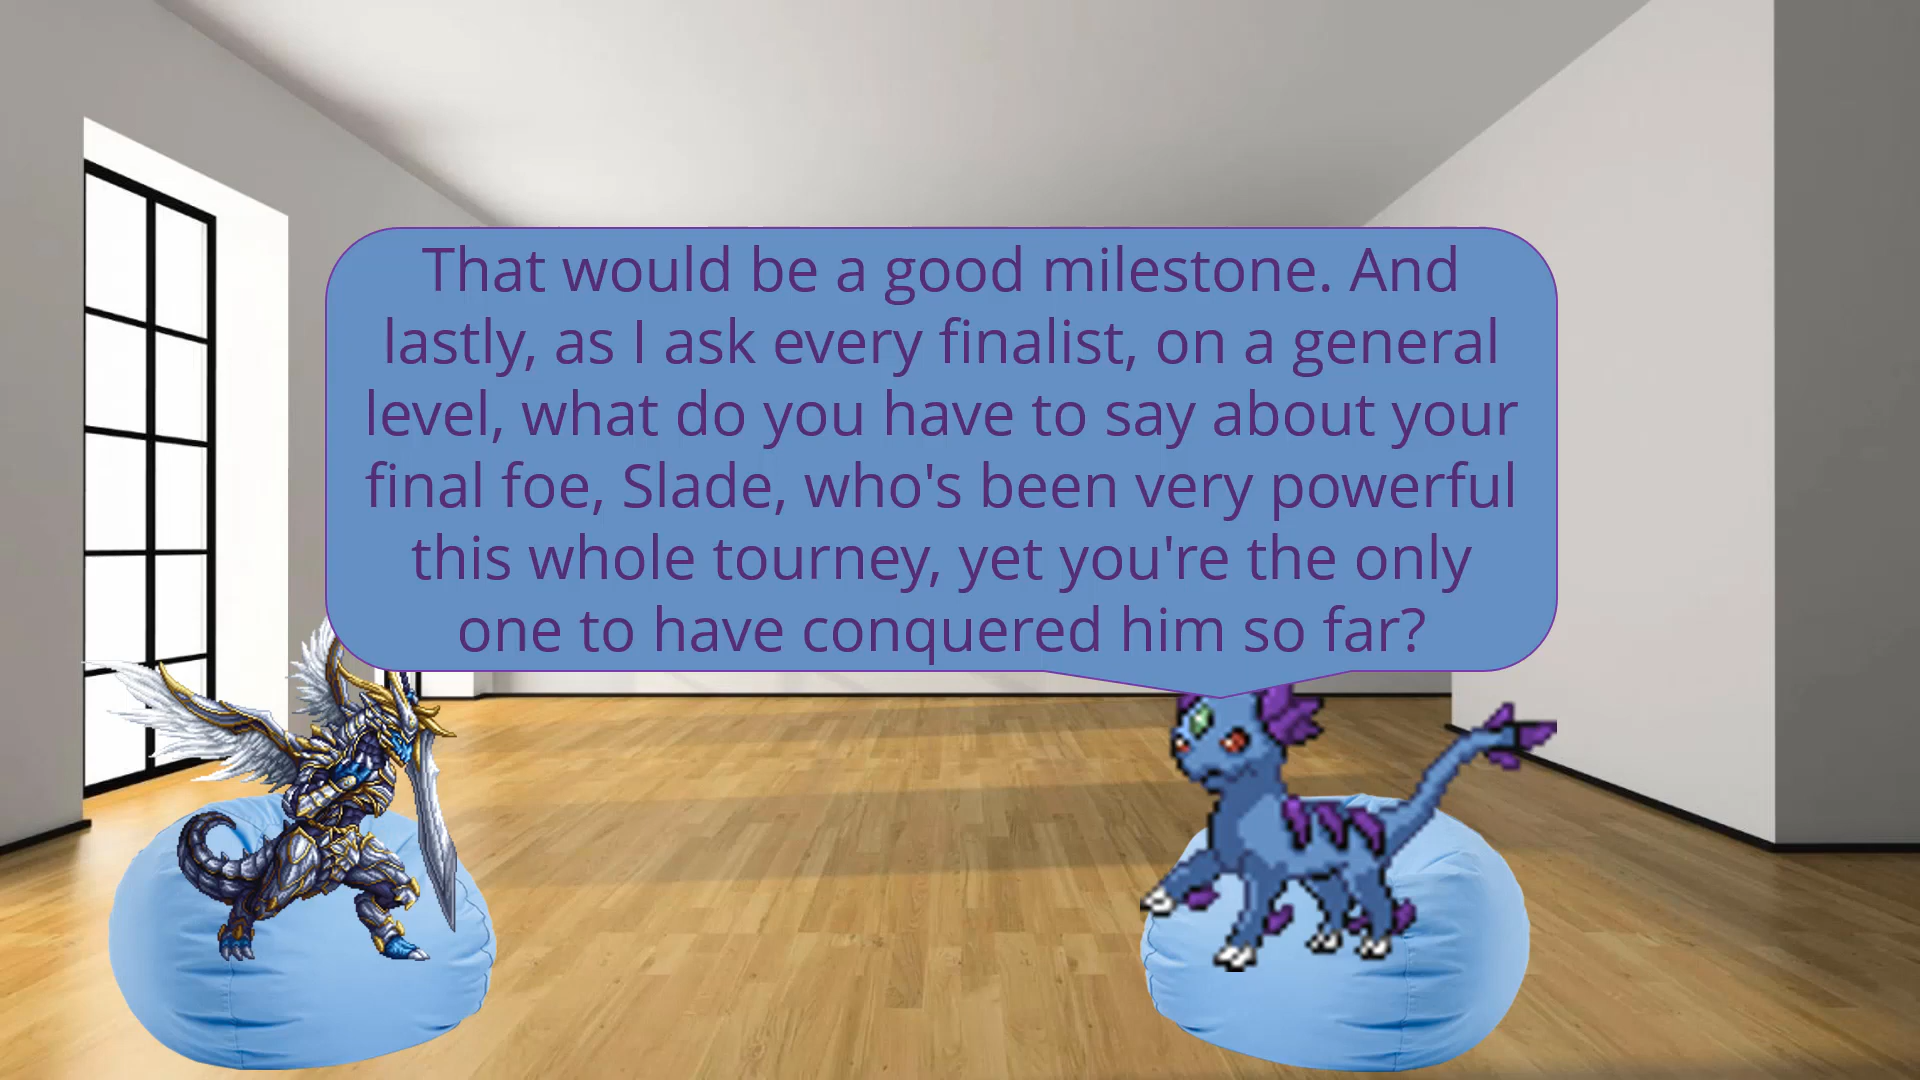 That would be a good milestone. And
lastly, as I ask every finalist, on a general
level, what do you have to say about your
final foe, Slade, who's been very powerful
this whole tourney, yet you're the only
one to have conquered him so far?